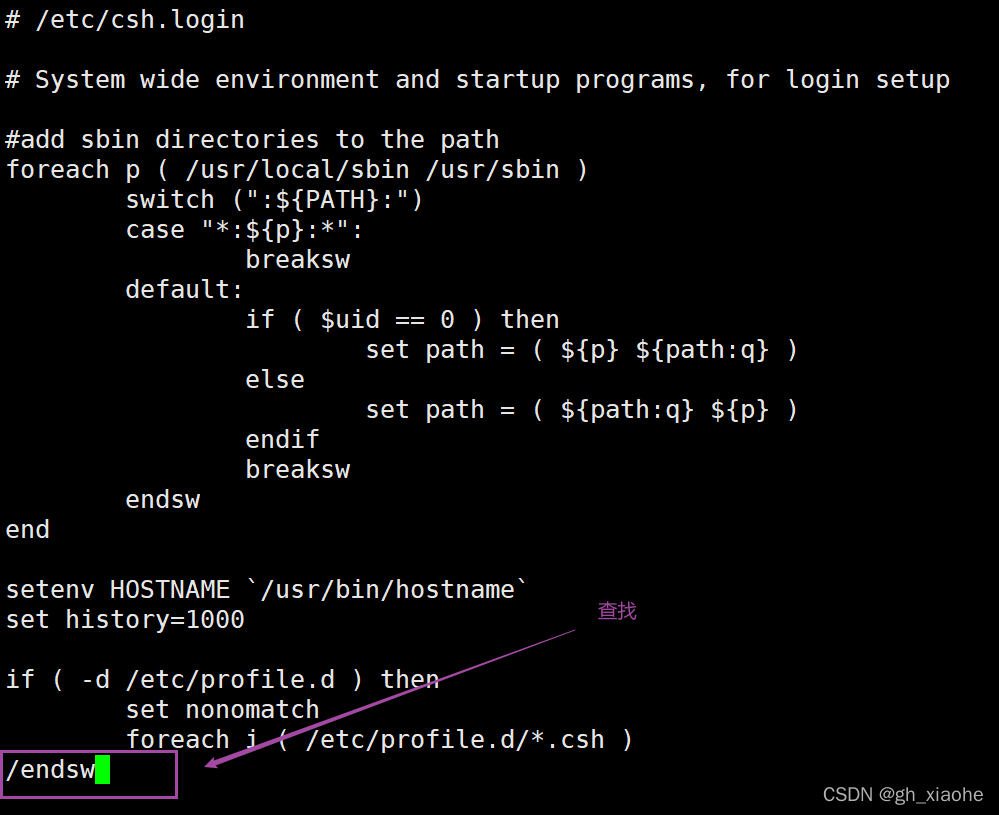 # /etc/csh.login
# System wide environment and startup programs, for login setup
#add sbin directories to the path
foreach p ( /usr/local/sbin /usr/sbin )
        switch (":${PATH}:")
        case "*:${p}:*":
                breaksw
        default:
                if ( $uid == 0 ) then
                        set path = ( ${p} ${path:q} )
                else
                        set path = ( ${path:q} ${p} )
                endif
                breaksw
        endsw
end
setenv HOSTNAME `/usr/bin/hostname`
set history=1000
查找
if ( -d /etc/profile.d ) then
        set nonomatch
        foreach i ( /etc/profile.d/*.csh )
/endsw
CSDN @gh_xiaohe